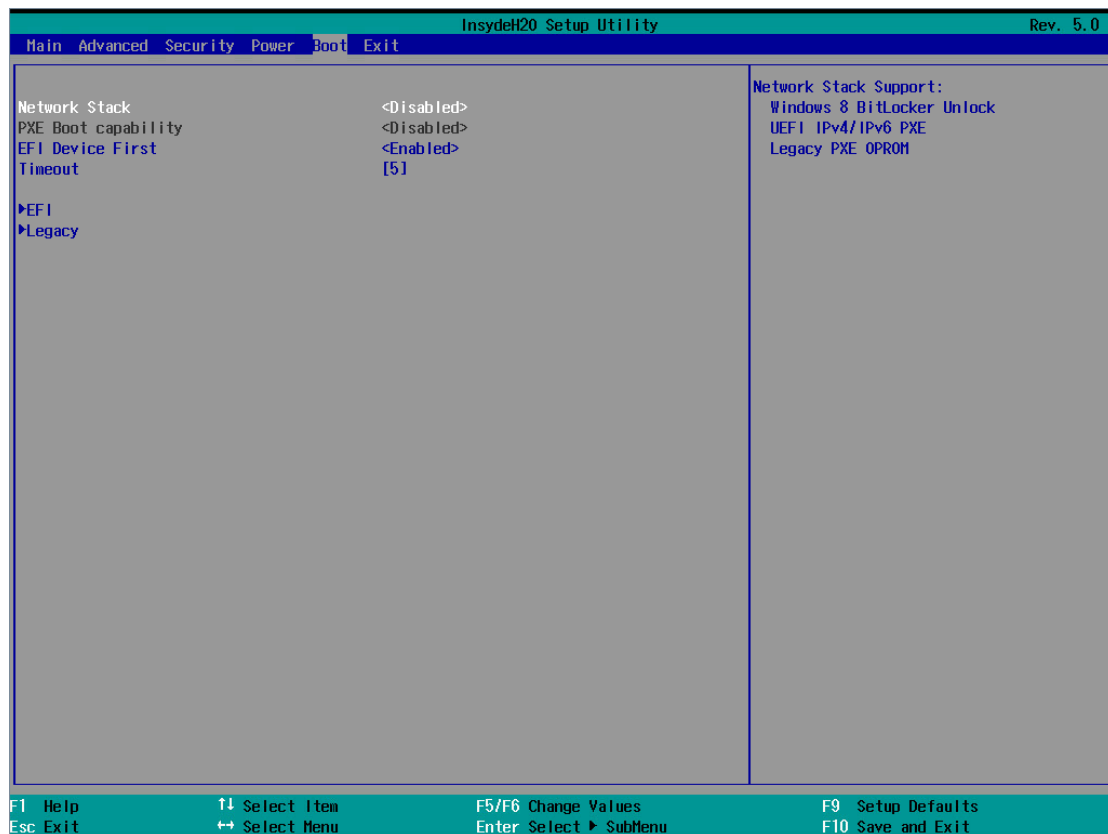 InsydeH20 Setup Utility Rev. 5.0
Main Advanced Security Power Boot Exit
Network Stack <Disabled>
PXE Boot capability <Disabled>
EFI Device First <Enabled>
Timeout [5]
▶EFI
▶Legacy
Network Stack Support:
Windows 8 BitLocker Unlock
UEFI IPv4/IPv6 PXE
Legacy PXE OPROM
F1 Help ↑↓ Select Item F5/F6 Change Values F9 Setup Defaults
Esc Exit ↔ Select Menu Enter Select ▶ SubMenu F10 Save and Exit